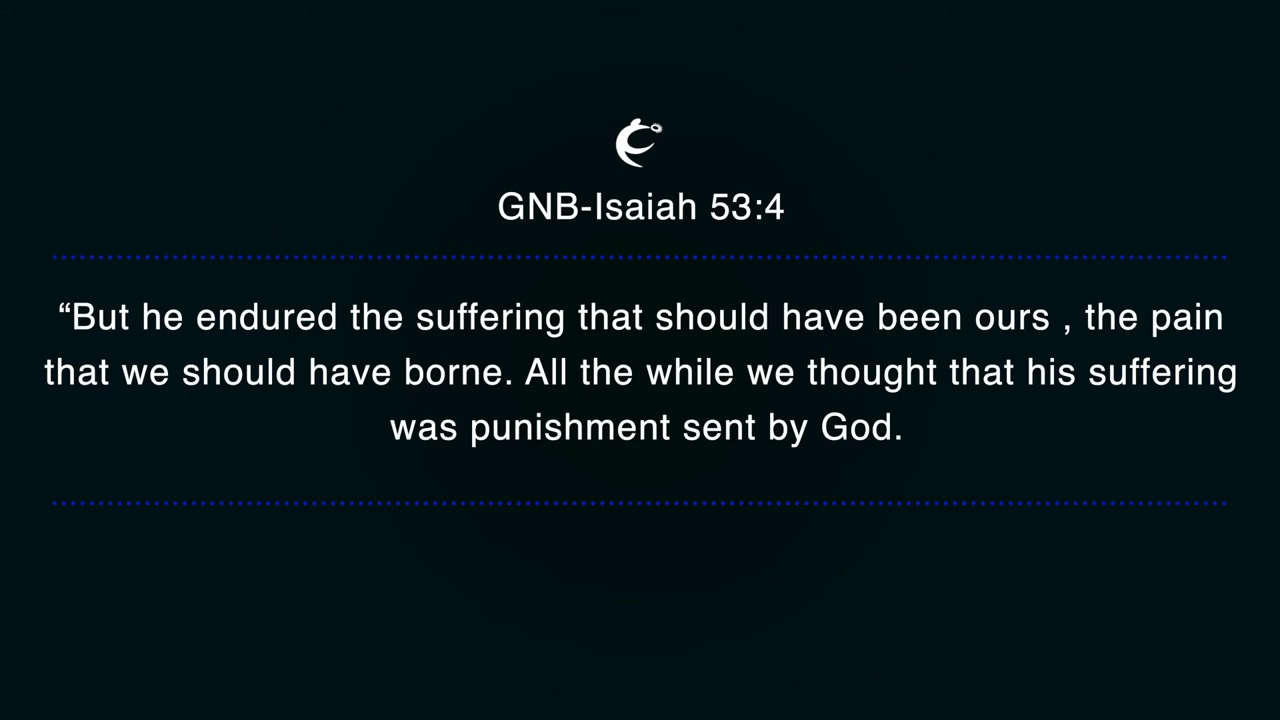 GNB-Isaiah 53:4
“But he endured the suffering that should have been ours , the pain
that we should have borne. All the while we thought that his suffering
was punishment sent by God.